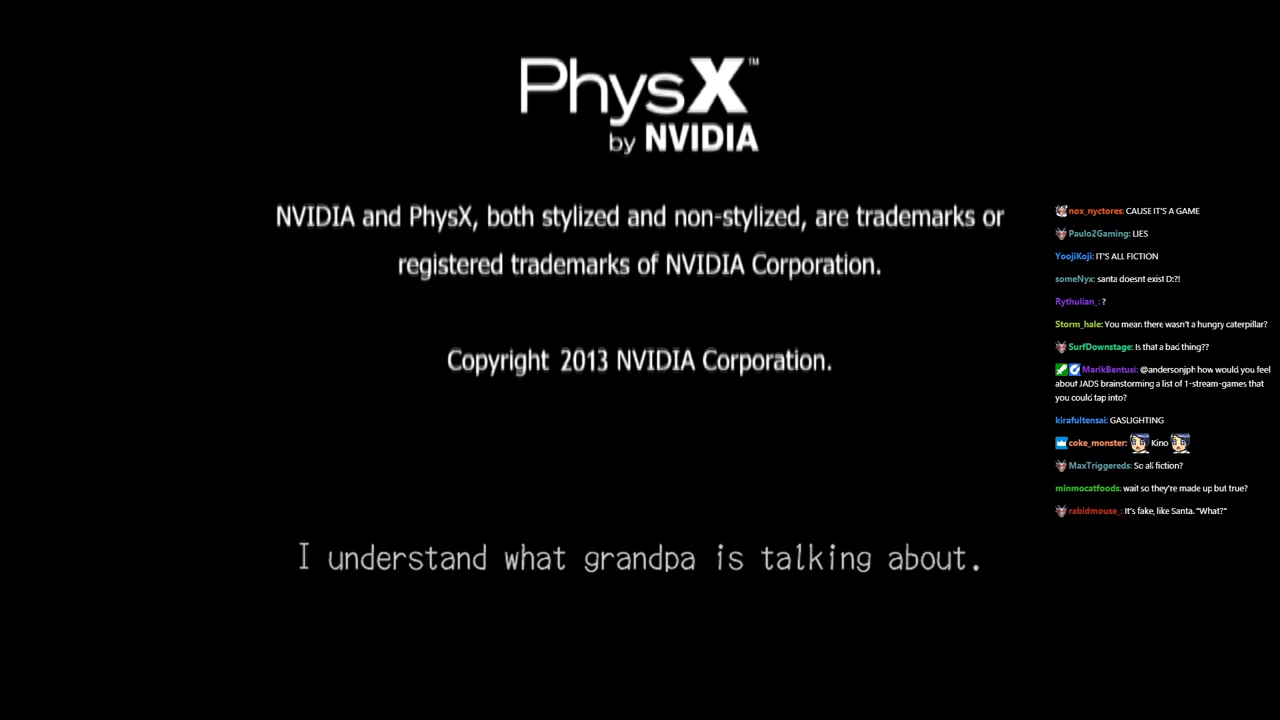 PhysX™
by NVIDIA
NVIDIA and PhysX, both stylized and non-stylized, are trademarks or
registered trademarks of NVIDIA Corporation.
Copyright 2013 NVIDIA Corporation.
I understand what grandpa is talking about.
nox_nyctores: CAUSE IT'S A GAME
Paulo2Gaming: LIES
YoojiKoji: IT'S ALL FICTION
someNyx: santa doesnt exist D:?!
Rythulian_: ?
Storm_hale: You mean there wasn't a hungry caterpillar?
SurfDownstage: Is that a bad thing??
MarikBentusi: @andersonjph how would you feel
about JADS brainstorming a list of 1-stream-games that
you could tap into?
kirafultensai: GASLIGHTING
coke_monster: Kino
MaxTriggereds: So all fiction?
minmocatfoods: wait so they're made up but true?
rabidmouse_: It's fake, like Santa. "What?"